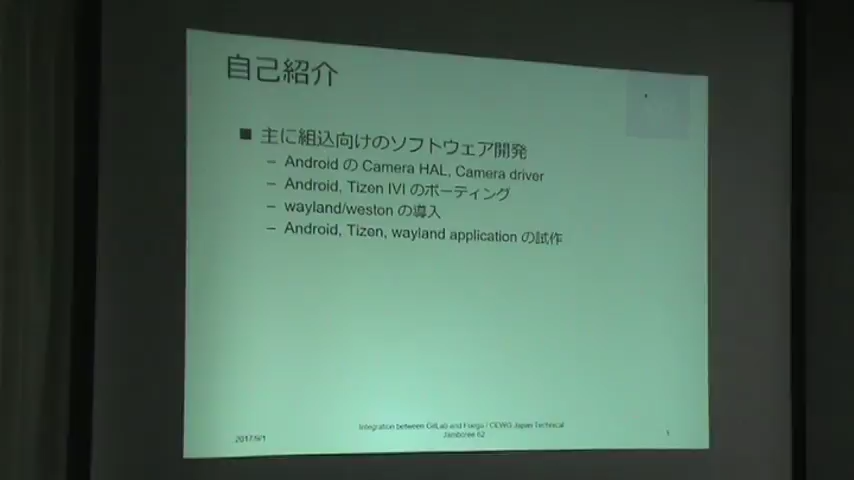 自己紹介
■ 主に組込向けのソフトウェア開発
– Android の Camera HAL, Camera driver
– Android, Tizen IVI のポーティング
– wayland/weston の導入
– Android, Tizen, wayland application の試作
2017/9/1
Integration between GitLab and Fuego / CEWG Japan Technical
Jamboree 62
1